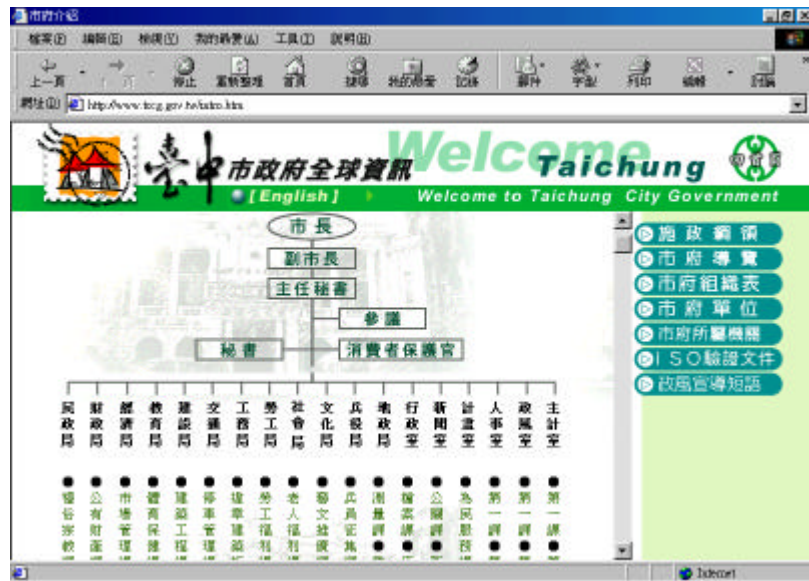 市府介紹
檔案(F) 編輯(E) 檢視(V) 我的最愛(A) 工具(T) 說明(H)
上一頁 停止 重新整理 首頁 搜尋 我的最愛 記錄 郵件 字型 列印 編輯 討論
網址(D) http://www.tccg.gov.tw/intro.htm
臺中市政府全球資訊
Welcome
Taichung
[English]
Welcome to Taichung City Government
市長
副市長
主任秘書
參議
秘書
消費者保護官
民政局 財政局 經濟局 教育局 建設局 交通局 工務局 勞工局 社會局 文化局 兵役局 地政局 行政室 新聞室 計畫室 人事室 政風室 主計室
施政綱領
市府導覽
市府組織表
市府單位
市府所屬機關
ISO驗證文件
政風宣導短語
Internet